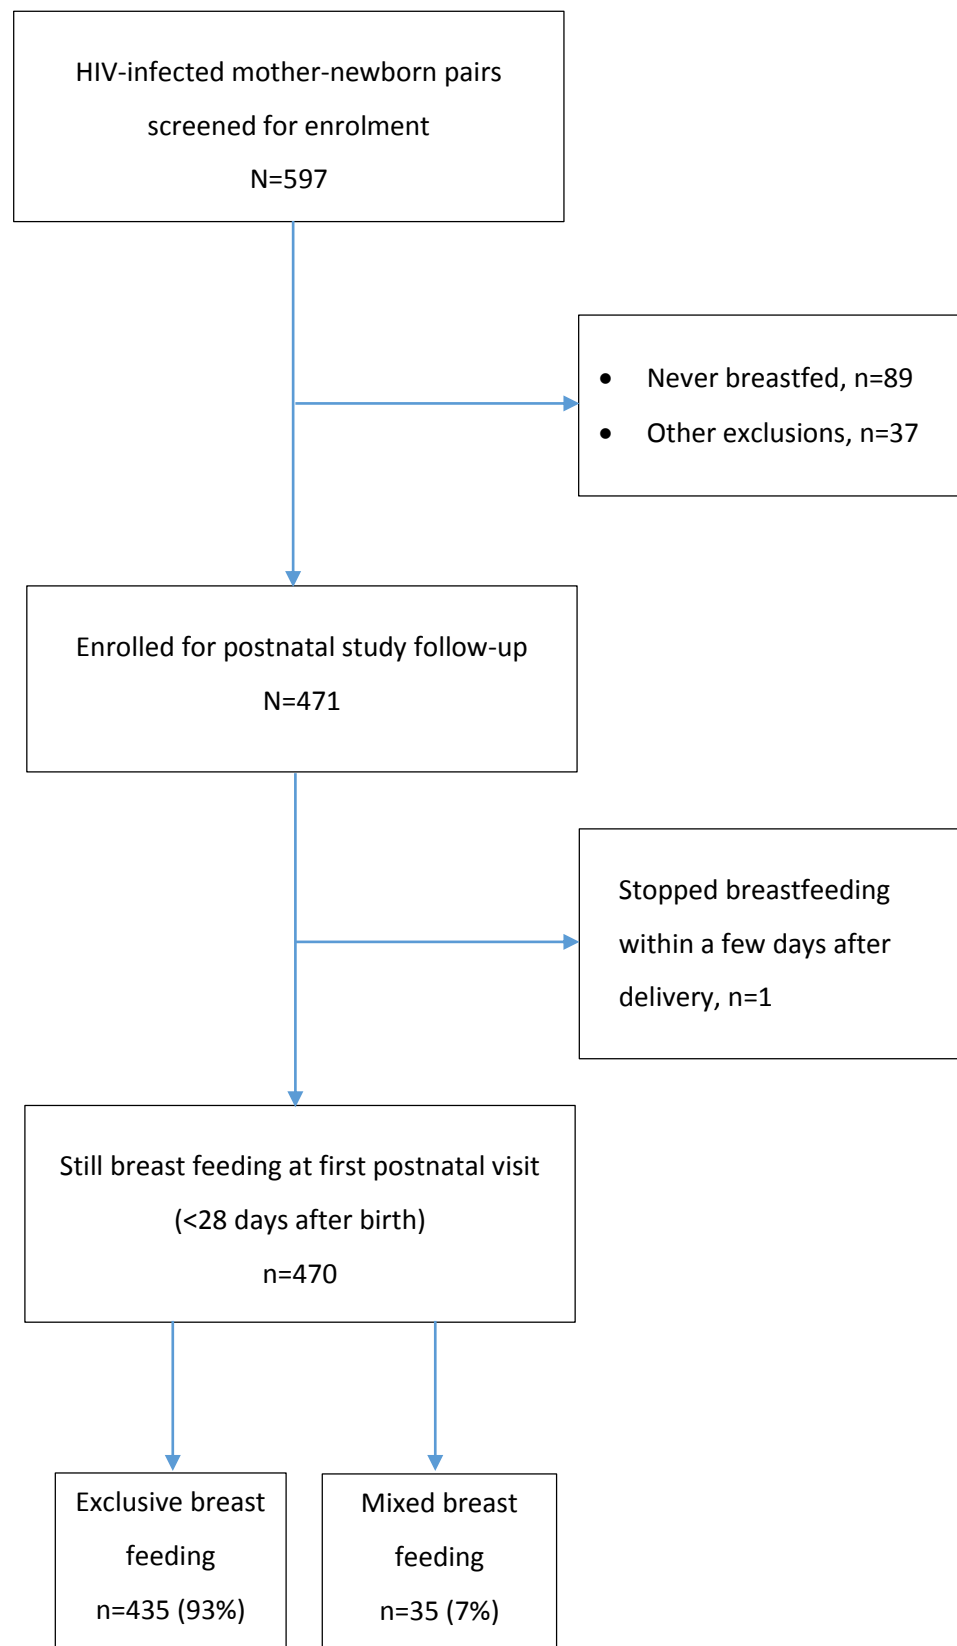 HIV-infected mother-newborn pairs
screened for enrolment
N=597
• Never breastfed, n=89
• Other exclusions, n=37
Enrolled for postnatal study follow-up
N=471
Stopped breastfeeding
within a few days after
delivery, n=1
Still breast feeding at first postnatal visit
(<28 days after birth)
n=470
Exclusive breast
feeding
n=435 (93%)
Mixed breast
feeding
n=35 (7%)